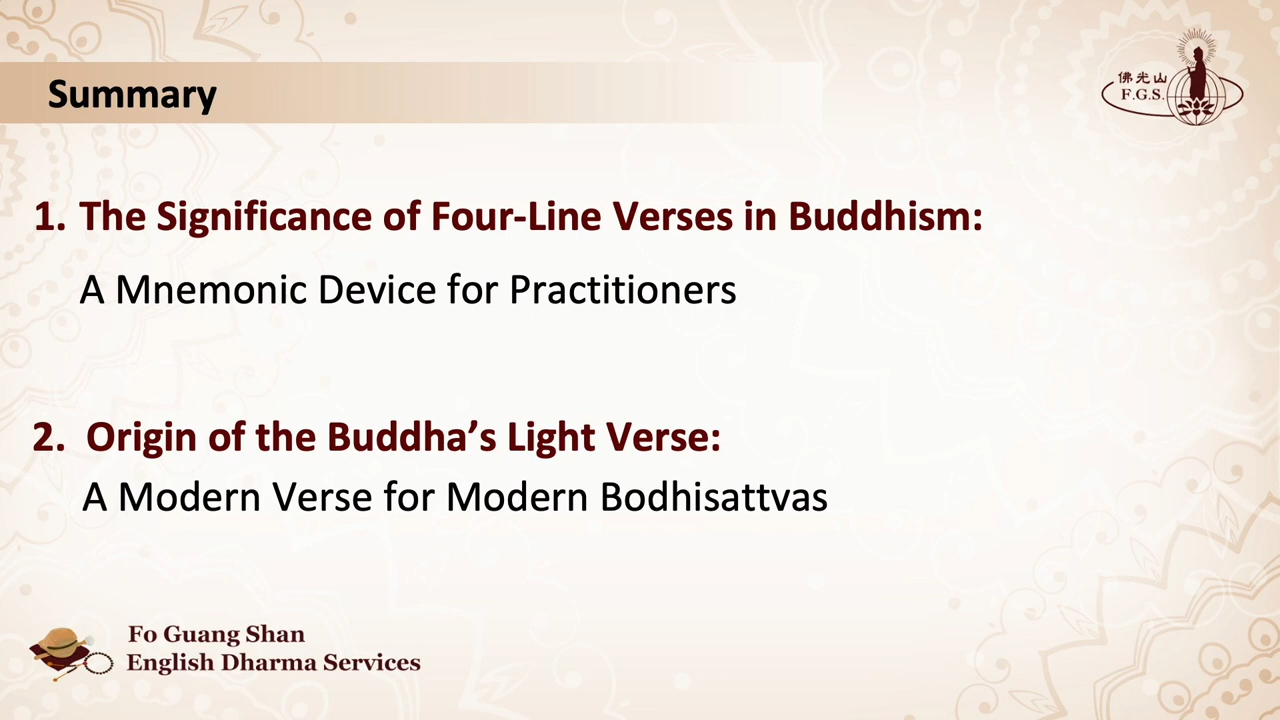 Summary
佛光山
F.G.S.
1. The Significance of Four-Line Verses in Buddhism:
A Mnemonic Device for Practitioners
2. Origin of the Buddha’s Light Verse:
A Modern Verse for Modern Bodhisattvas
Fo Guang Shan
English Dharma Services